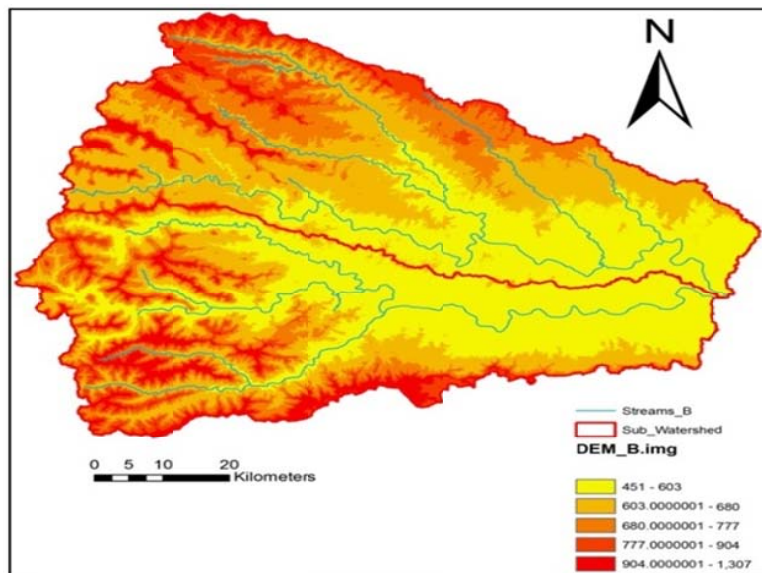 N
0 5 10 20
Kilometers
Streams_B
Sub_Watershed
DEM_B.img
451 - 603
603.0000001 - 680
680.0000001 - 777
777.0000001 - 904
904.0000001 - 1,307